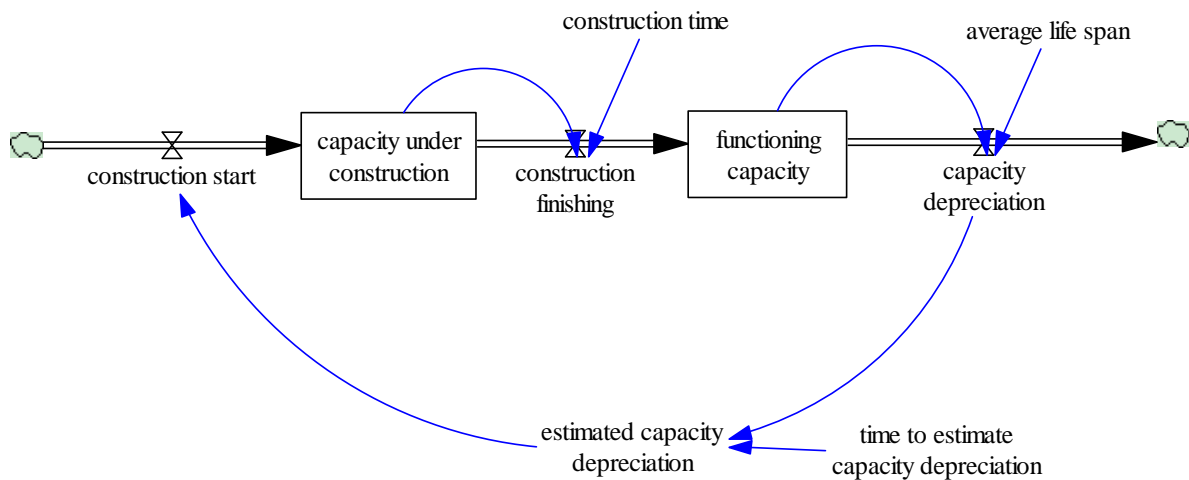 construction time
average life span
capacity under
construction
functioning
capacity
construction start
construction
finishing
capacity
depreciation
estimated capacity
depreciation
time to estimate
capacity depreciation